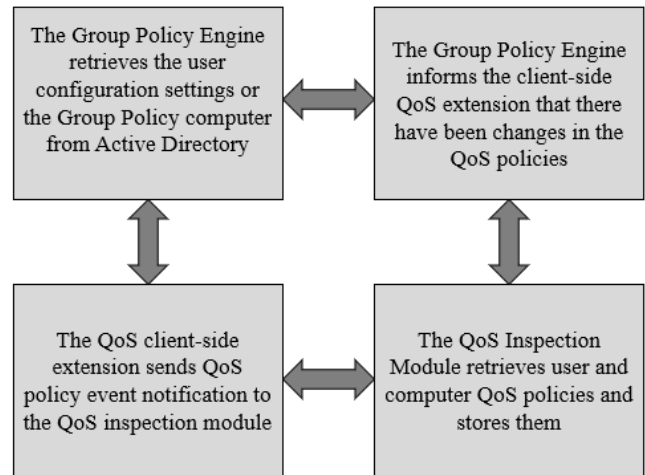 The Group Policy Engine
retrieves the user
configuration settings or
the Group Policy computer
from Active Directory
The Group Policy Engine
informs the client-side
QoS extension that there
have been changes in the
QoS policies
The QoS client-side
extension sends QoS
policy event notification to
the QoS inspection module
The QoS Inspection
Module retrieves user and
computer QoS policies and
stores them